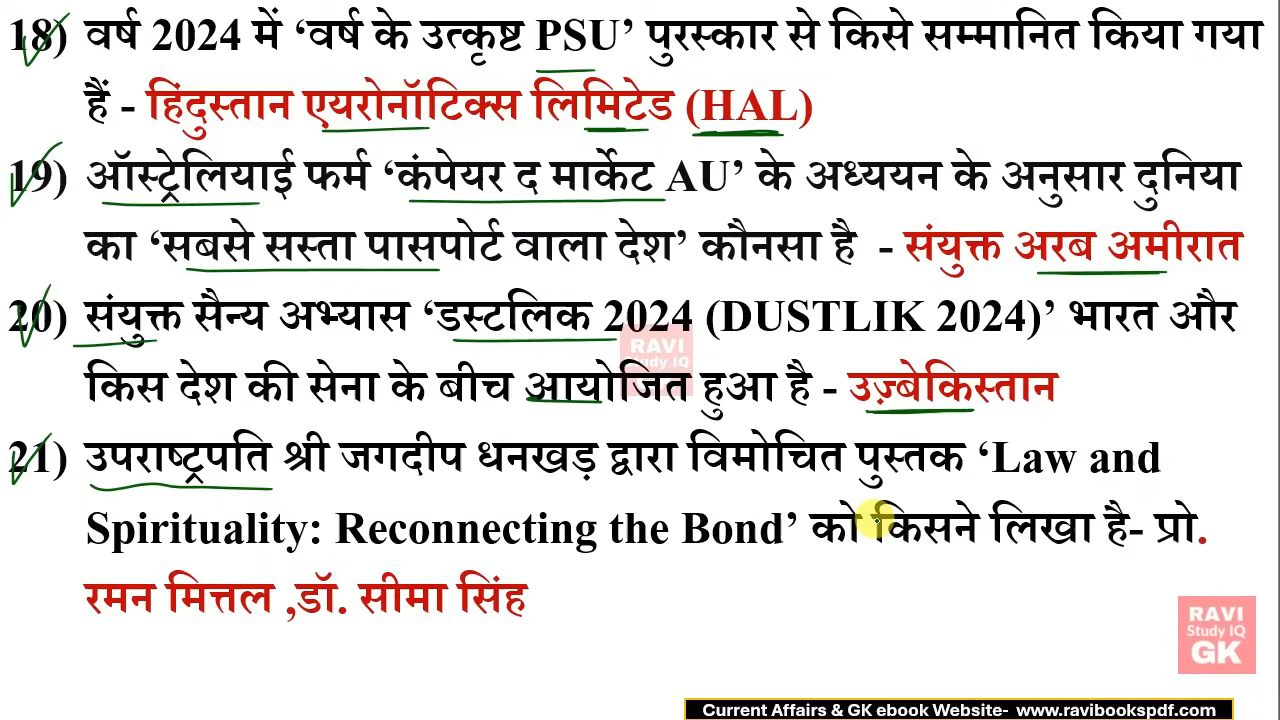 18) वर्ष 2024 में ‘वर्ष के उत्कृष्ट PSU’ पुरस्कार से किसे सम्मानित किया गया
हैं - हिंदुस्तान एयरोनॉटिक्स लिमिटेड (HAL)
19) ऑस्ट्रेलियाई फर्म ‘कंपेयर द मार्केट AU’ के अध्ययन के अनुसार दुनिया
का ‘सबसे सस्ता पासपोर्ट वाला देश’ कौनसा है - संयुक्त अरब अमीरात
20) संयुक्त सैन्य अभ्यास ‘डस्टलिक 2024 (DUSTLIK 2024)’ भारत और
RAVI
Study IQ
किस देश की सेना के बीच आयोजित हुआ है - उज़्बेकिस्तान
21) उपराष्ट्रपति श्री जगदीप धनखड़ द्वारा विमोचित पुस्तक ‘Law and
Spirituality: Reconnecting the Bond’ को किसने लिखा है- प्रो.
रमन मित्तल ,डॉ. सीमा सिंह
RAVI
Study IQ
GK
Current Affairs & GK ebook Website- www.ravibookspdf.com